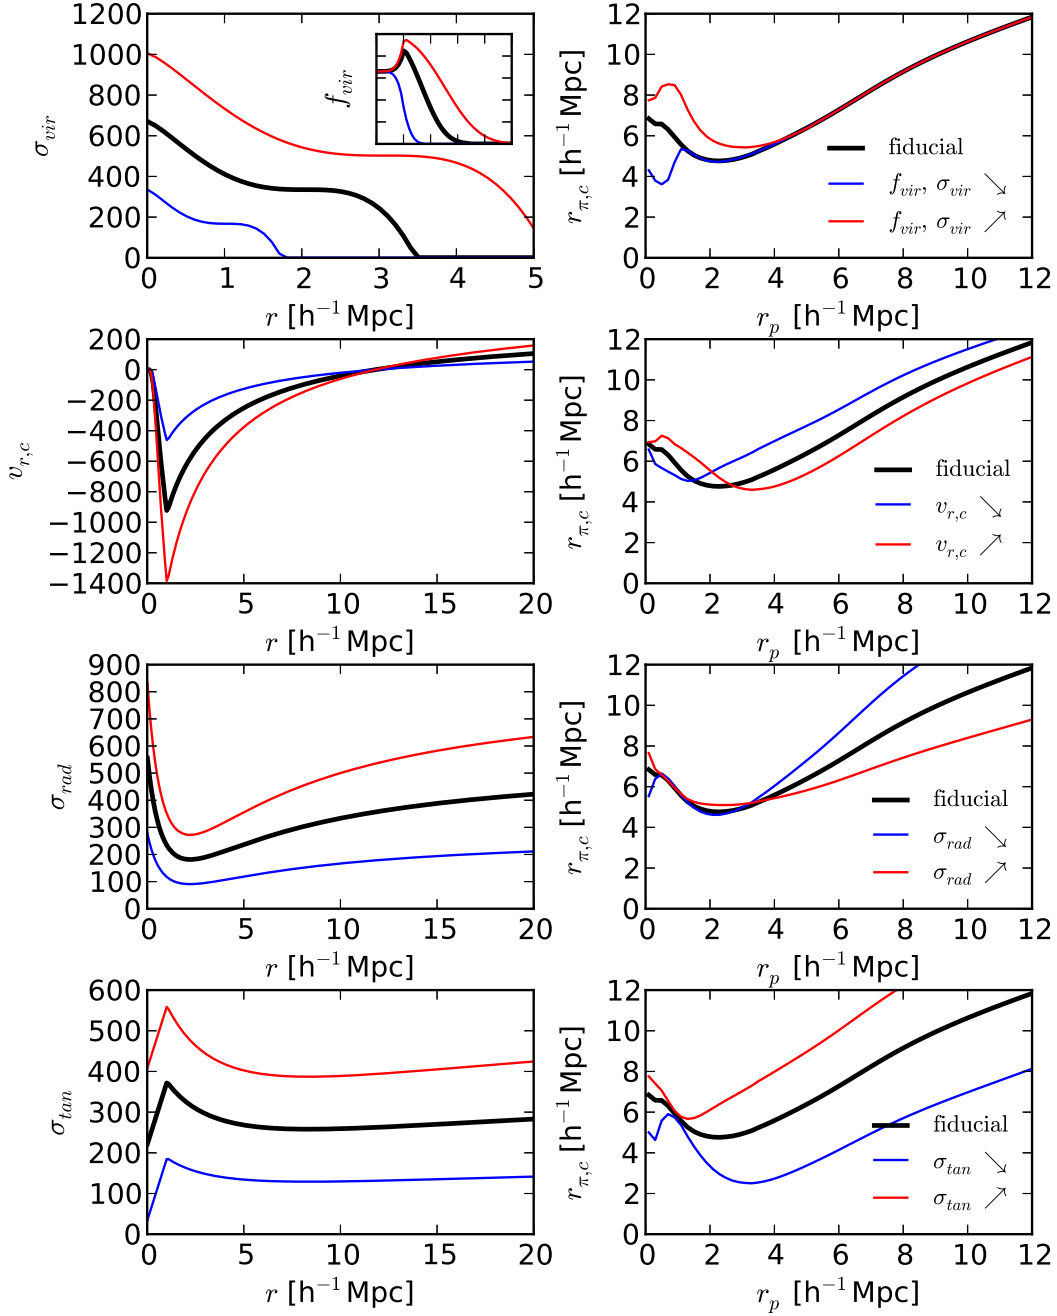 1200
1000
800
600
400
200
0
σ_vir
f_vir
0 1 2 3 4 5
r [h⁻¹ Mpc]
12
10
8
6
4
2
0
r_π,c [h⁻¹ Mpc]
fiducial
f_vir, σ_vir ↘
f_vir, σ_vir ↗
0 2 4 6 8 10 12
r_p [h⁻¹ Mpc]
200
0
−200
−400
−600
−800
−1000
−1200
−1400
v_r,c
0 5 10 15 20
r [h⁻¹ Mpc]
12
10
8
6
4
2
0
r_π,c [h⁻¹ Mpc]
fiducial
v_r,c ↘
v_r,c ↗
0 2 4 6 8 10 12
r_p [h⁻¹ Mpc]
900
800
700
600
500
400
300
200
100
0
σ_rad
0 5 10 15 20
r [h⁻¹ Mpc]
12
10
8
6
4
2
0
r_π,c [h⁻¹ Mpc]
fiducial
σ_rad ↘
σ_rad ↗
0 2 4 6 8 10 12
r_p [h⁻¹ Mpc]
600
500
400
300
200
100
0
σ_tan
0 5 10 15 20
r [h⁻¹ Mpc]
12
10
8
6
4
2
0
r_π,c [h⁻¹ Mpc]
fiducial
σ_tan ↘
σ_tan ↗
0 2 4 6 8 10 12
r_p [h⁻¹ Mpc]